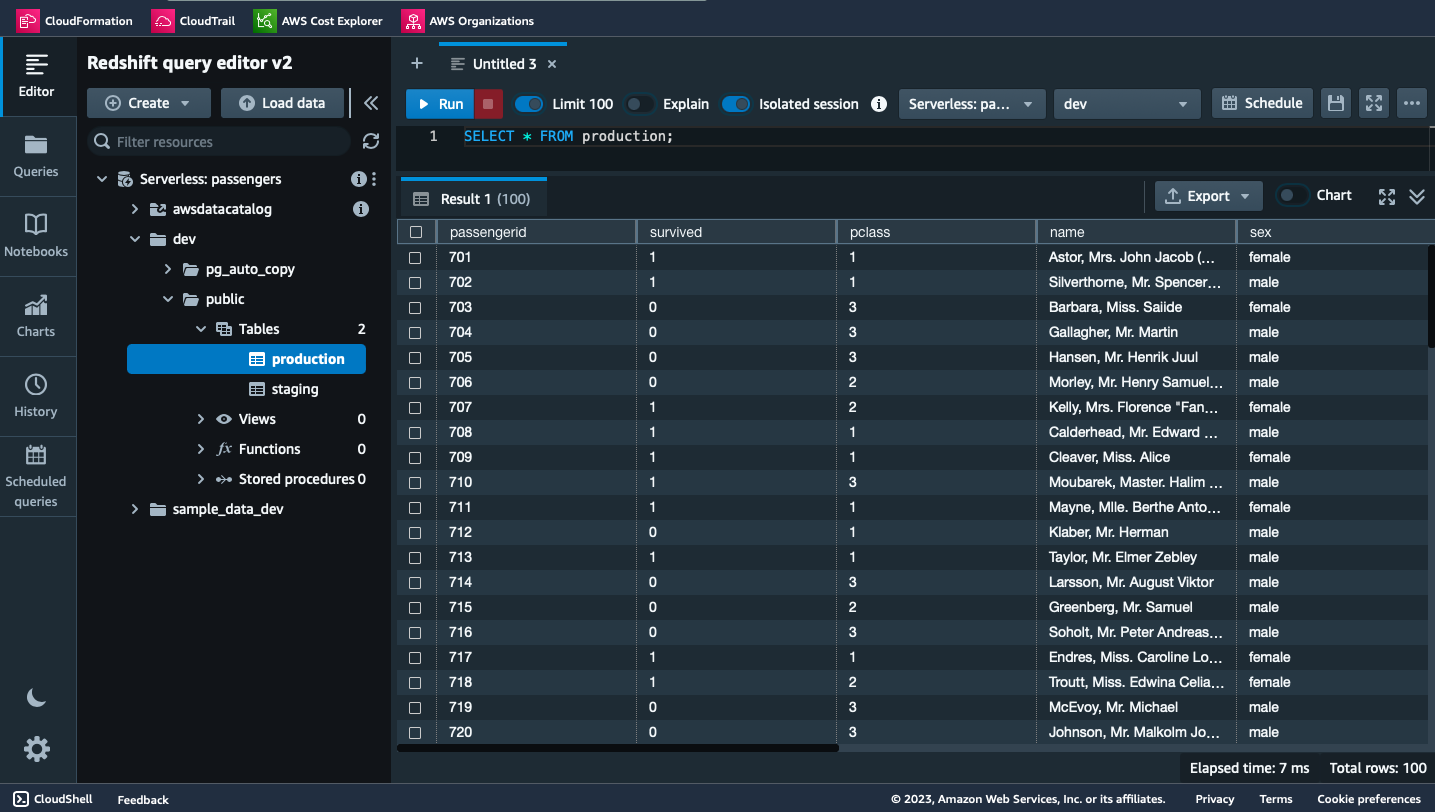 CloudFormation CloudTrail AWS Cost Explorer AWS Organizations
Editor
Queries
Notebooks
Charts
History
Scheduled
queries
Redshift query editor v2
Create Load data
Filter resources
Serverless: passengers
awsdatacatalog
dev
pg_auto_copy
public
Tables 2
production
staging
Views 0
fx Functions 0
Stored procedures 0
sample_data_dev
+ Untitled 3 ×
Run Limit 100 Explain Isolated session i Serverless: pa... dev Schedule
1 SELECT * FROM production;
Result 1 (100) Export Chart
passengerid survived pclass name sex
701 1 1 Astor, Mrs. John Jacob (... female
702 1 1 Silverthorne, Mr. Spencer... male
703 0 3 Barbara, Miss. Saiide female
704 0 3 Gallagher, Mr. Martin male
705 0 3 Hansen, Mr. Henrik Juul male
706 0 2 Morley, Mr. Henry Samuel... male
707 1 2 Kelly, Mrs. Florence "Fan... female
708 1 1 Calderhead, Mr. Edward ... male
709 1 1 Cleaver, Miss. Alice female
710 1 3 Moubarek, Master. Halim ... male
711 1 1 Mayne, Mlle. Berthe Anto... female
712 0 1 Klaber, Mr. Herman male
713 1 1 Taylor, Mr. Elmer Zebley male
714 0 3 Larsson, Mr. August Viktor male
715 0 2 Greenberg, Mr. Samuel male
716 0 3 Soholt, Mr. Peter Andreas... male
717 1 1 Endres, Miss. Caroline Lo... female
718 1 2 Troutt, Miss. Edwina Celia... female
719 0 3 McEvoy, Mr. Michael male
720 0 3 Johnson, Mr. Malkolm Jo... male
Elapsed time: 7 ms Total rows: 100
CloudShell Feedback © 2023, Amazon Web Services, Inc. or its affiliates. Privacy Terms Cookie preferences